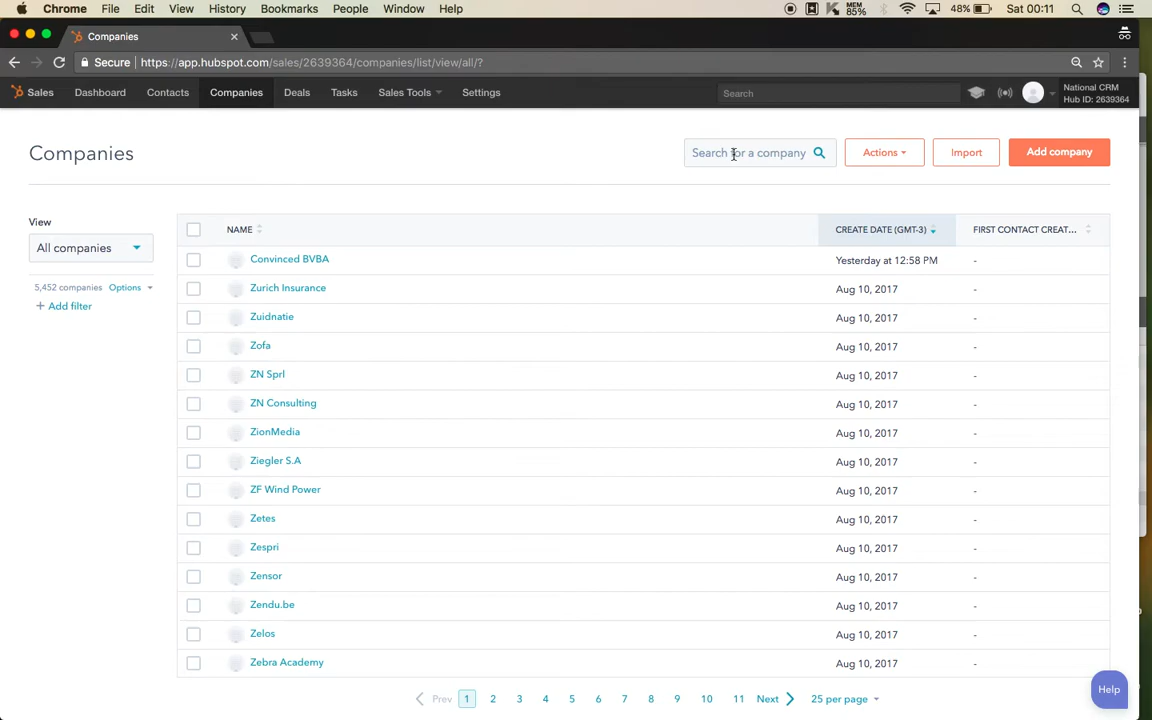 Chrome File Edit View History Bookmarks People Window Help MEM 85% 48% Sat 00:11
Companies
Secure https://app.hubspot.com/sales/2639364/companies/list/view/all/?
Sales Dashboard Contacts Companies Deals Tasks Sales Tools Settings Search National CRM
Hub ID: 2639364
Companies Search for a company Actions Import Add company
View
All companies
5,452 companies Options
+ Add filter
NAME CREATE DATE (GMT-3) FIRST CONTACT CREAT...
Convinced BVBA Yesterday at 12:58 PM -
Zurich Insurance Aug 10, 2017 -
Zuidnatie Aug 10, 2017 -
Zofa Aug 10, 2017 -
ZN Sprl Aug 10, 2017 -
ZN Consulting Aug 10, 2017 -
ZionMedia Aug 10, 2017 -
Ziegler S.A Aug 10, 2017 -
ZF Wind Power Aug 10, 2017 -
Zetes Aug 10, 2017 -
Zespri Aug 10, 2017 -
Zensor Aug 10, 2017 -
Zendu.be Aug 10, 2017 -
Zelos Aug 10, 2017 -
Zebra Academy Aug 10, 2017 -
Prev 1 2 3 4 5 6 7 8 9 10 11 Next 25 per page
Help